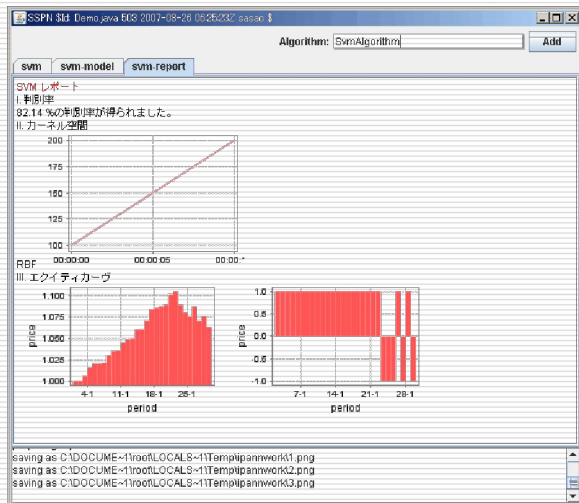 SSPN $Id: Demo.java 503 2007-08-26 05:25:23Z sasao $
Algorithm: SvmAlgorithm Add
svm svm-model svm-report
SVM レポート
I. 判別率
82.14 %の判別率が得られました。
II. カーネル空間
200
175
150
125
100
00:00:00 00:00:05 00:00:1
RBF
III. エクイティカーヴ
1.100
1.075
1.050
1.025
1.000
price
4-1 11-1 18-1 25-1
period
1.0
0.5
0.0
-0.5
-1.0
price
7-1 14-1 21-1 28-1
period
saving as C:\DOCUME~1\root\LOCALS~1\Temp\ipannwork\1.png
saving as C:\DOCUME~1\root\LOCALS~1\Temp\ipannwork\2.png
saving as C:\DOCUME~1\root\LOCALS~1\Temp\ipannwork\3.png